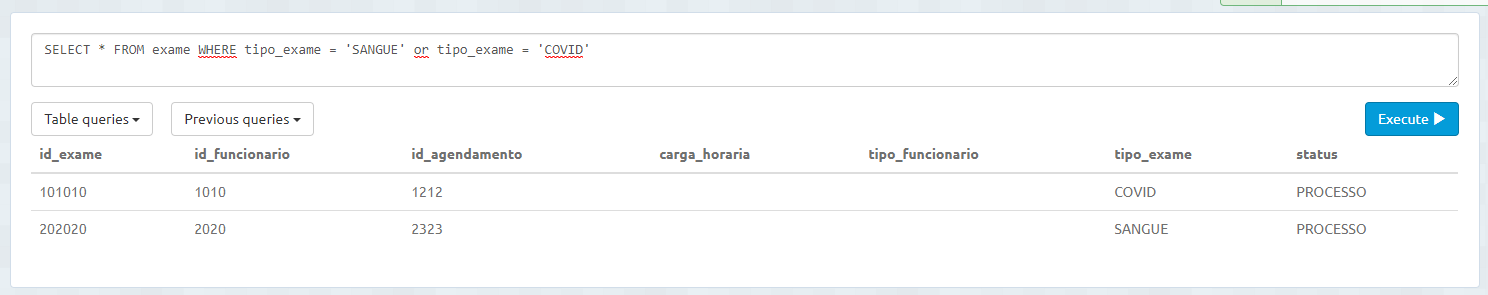 SELECT * FROM exame WHERE tipo_exame = 'SANGUE' or tipo_exame = 'COVID'
Table queries Previous queries Execute
id_exame id_funcionario id_agendamento carga_horaria tipo_funcionario tipo_exame status
101010 1010 1212 COVID PROCESSO
202020 2020 2323 SANGUE PROCESSO